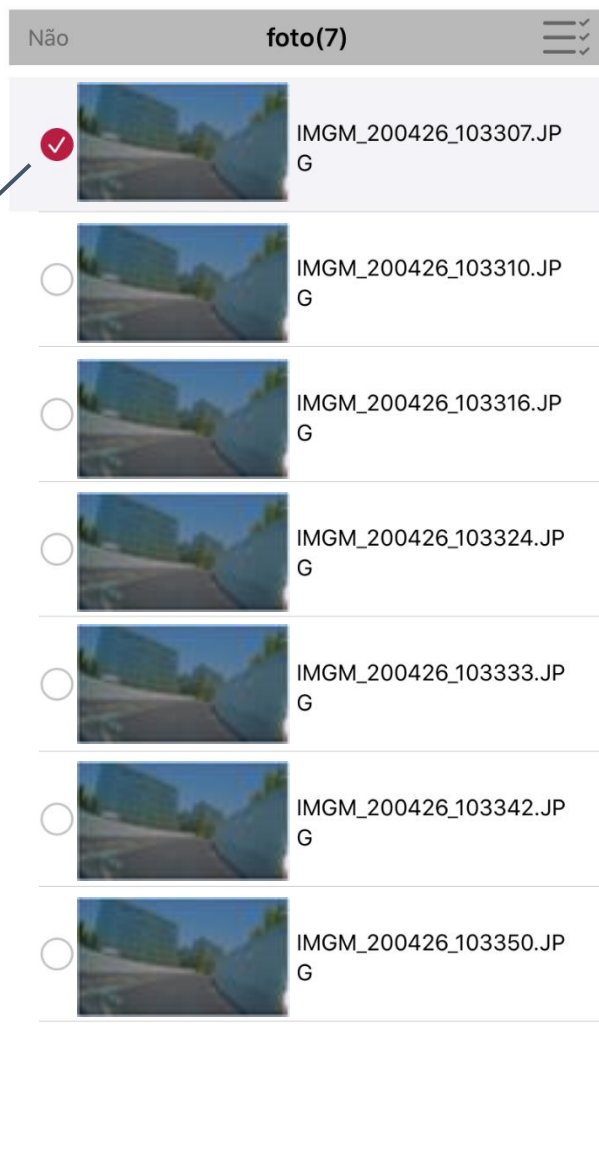 Não
foto(7)
IMGM_200426_103307.JP
G
IMGM_200426_103310.JP
G
IMGM_200426_103316.JP
G
IMGM_200426_103324.JP
G
IMGM_200426_103333.JP
G
IMGM_200426_103342.JP
G
IMGM_200426_103350.JP
G